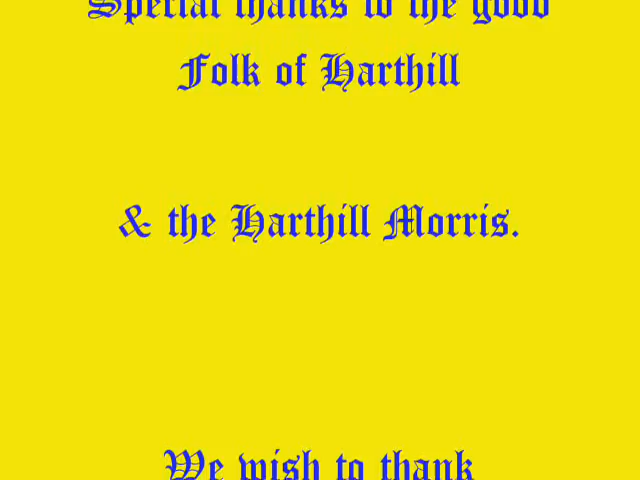 Special thanks to the good
Folk of Harthill
& the Harthill Morris.
We wish to thank